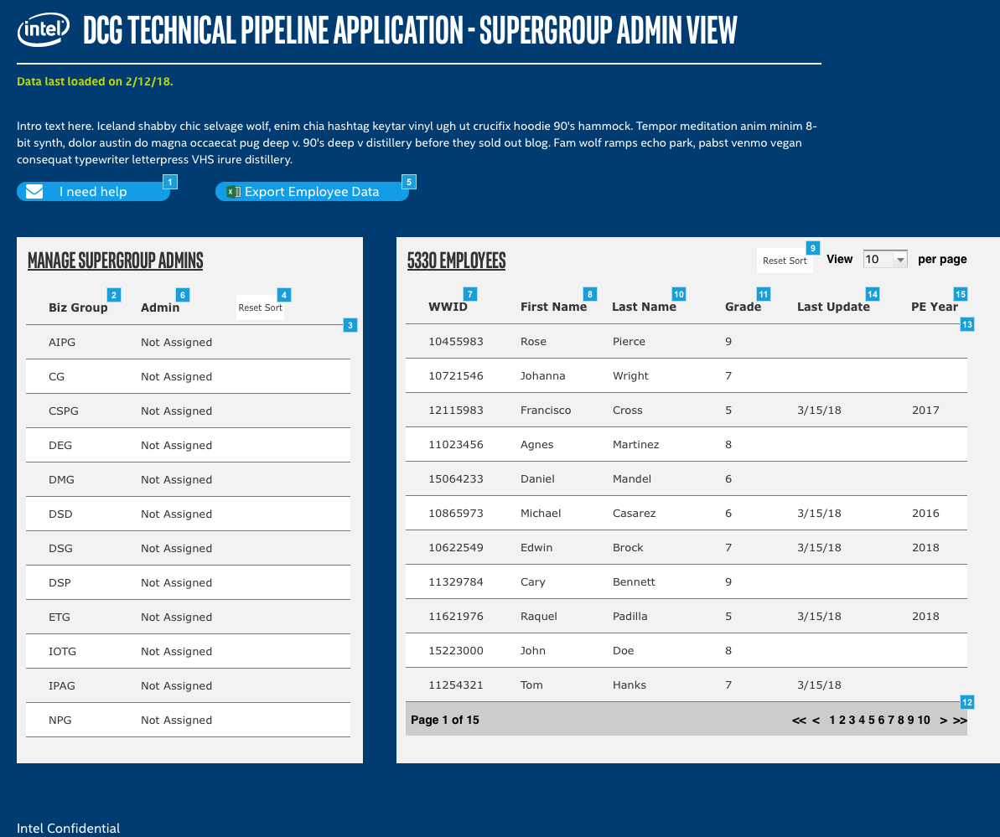 intel DCG TECHNICAL PIPELINE APPLICATION - SUPERGROUP ADMIN VIEW
Data last loaded on 2/12/18.
Intro text here. Iceland shabby chic selvage wolf, enim chia hashtag keytar vinyl ugh ut crucifix hoodie 90's hammock. Tempor meditation anim minim 8-
bit synth, dolor austin do magna occaecat pug deep v. 90's deep v distillery before they sold out blog. Fam wolf ramps echo park, pabst venmo vegan
consequat typewriter letterpress VHS irure distillery.
I need help 1
Export Employee Data 5
MANAGE SUPERGROUP ADMINS
Biz Group 2 Admin 6 Reset Sort 4
3
AIPG Not Assigned
CG Not Assigned
CSPG Not Assigned
DEG Not Assigned
DMG Not Assigned
DSD Not Assigned
DSG Not Assigned
DSP Not Assigned
ETG Not Assigned
IOTG Not Assigned
IPAG Not Assigned
NPG Not Assigned
5330 EMPLOYEES Reset Sort 9 View 10 per page
WWID 7 First Name 8 Last Name 10 Grade 11 Last Update 14 PE Year 15
13
10455983 Rose Pierce 9
10721546 Johanna Wright 7
12115983 Francisco Cross 5 3/15/18 2017
11023456 Agnes Martinez 8
15064233 Daniel Mandel 6
10865973 Michael Casarez 6 3/15/18 2016
10622549 Edwin Brock 7 3/15/18 2018
11329784 Cary Bennett 9
11621976 Raquel Padilla 5 3/15/18 2018
15223000 John Doe 8
11254321 Tom Hanks 7 3/15/18
12
Page 1 of 15 << < 1 2 3 4 5 6 7 8 9 10 > >>
Intel Confidential